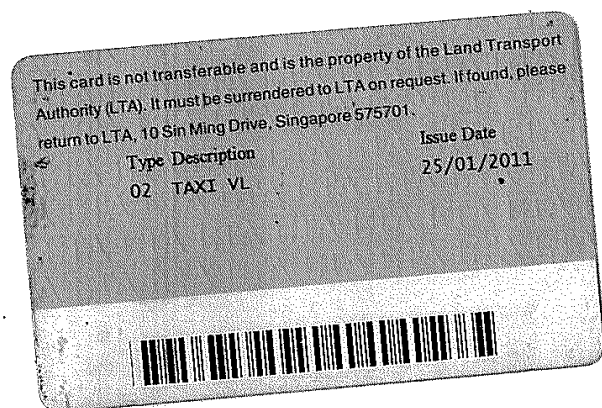 This card is not transferable and is the property of the Land Transport
Authority (LTA). It must be surrendered to LTA on request. If found, please
return to LTA, 10 Sin Ming Drive, Singapore 575701.
Type Description Issue Date
02 TAXI VL 25/01/2011